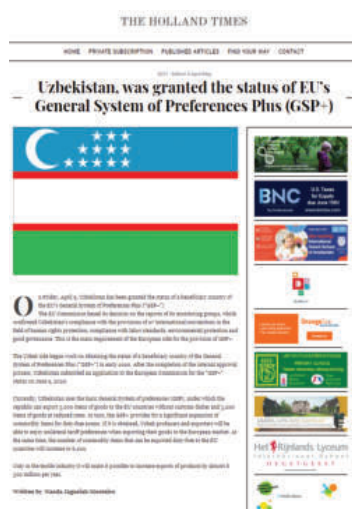 THE HOLLAND TIMES
HOME PRIVATE SUBSCRIPTION PUBLISHED ARTICLES FIND YOUR WAY CONTACT
Uzbekistan, was granted the status of EU's
General System of Preferences Plus (GSP+)
On Friday, April 9, Uzbekistan has been granted the status of a beneficiary country of
the EU's General System of Preferences Plus ("GSP+").
The EU Commission based its decision on the reports of its monitoring groups, which
confirmed Uzbekistan's compliance with the provisions of 27 international conventions in the
field of human rights protection, compliance with labor standards, environmental protection and
good governance. This is the main requirement of the European side for the provision of GSP+.
The Uzbek side began work on obtaining the status of a beneficiary country of the General
System of Preferences Plus ("GSP+") in early 2020. After completion of the internal approval
process, Uzbekistan submitted an application to the European Commission for the "GSP+"
status on June 9, 2020.
Currently, Uzbekistan uses the basic General System of preferences (GSP), under which the
republic can export 3,000 items of goods to the EU countries without customs duties and 3,200
items of goods at reduced rates. In turn, the GSP+ provides for a significant expansion of
commodity items for duty-free access. If it is obtained, Uzbek producers and exporters will be
able to enjoy unilateral tariff preferences when exporting their goods to the European market. At
the same time, the number of commodity items that can be exported duty-free to the EU
countries will increase to 6,200.
Only in the textile industry it will make it possible to increase exports of products by almost $
300 million per year.
Written by:
BNC
U.S. Taxes
for Expats
due June 15th
Het Rijnlands Lyceum
OEGSTGEEST